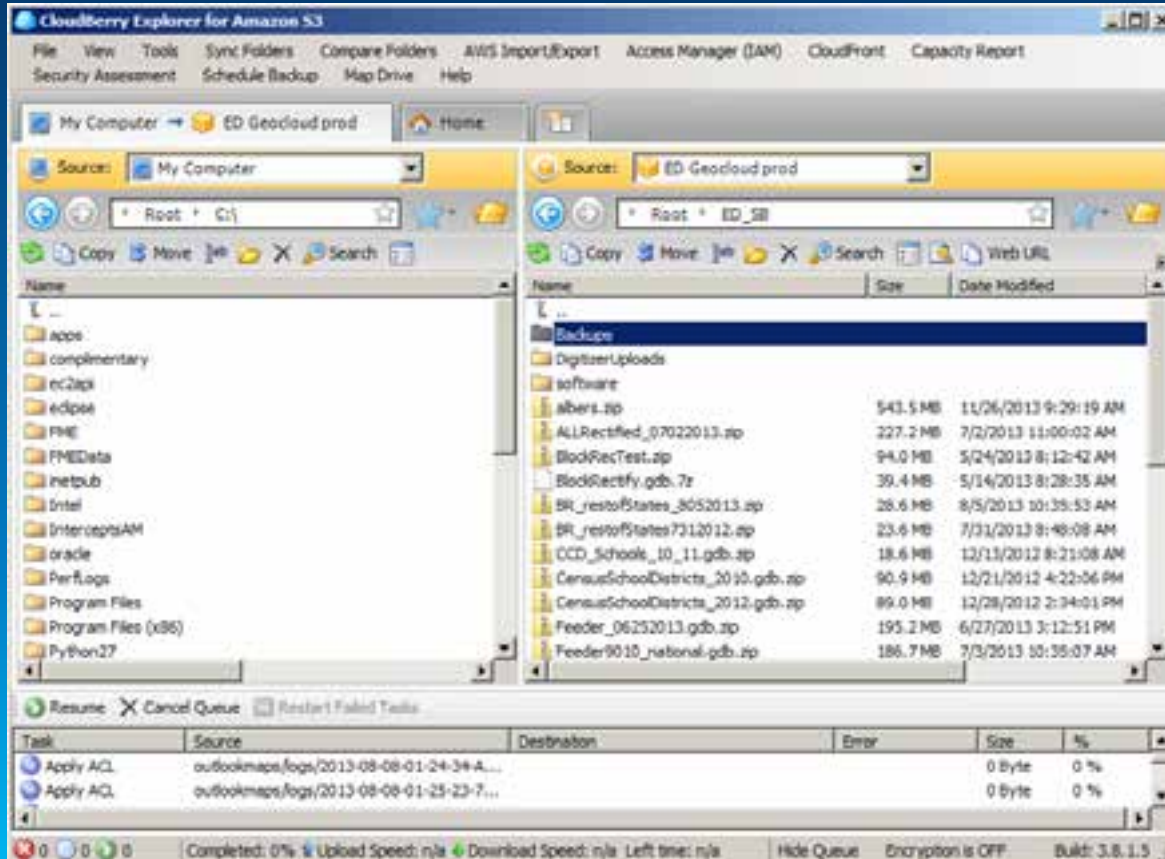 CloudBerry Explorer for Amazon S3
File View Tools Sync Folders Compare Folders AWS Import/Export Access Manager (IAM) CloudFront Capacity Report
Security Assessment Schedule Backup Map Drive Help
My Computer → ED Geocloud prod Home
Source: My Computer
Root C:\
Copy Move Search
Name
..
apps
complimentary
ec2api
eclipse
FME
FMEData
inetpub
Intel
InterceptsAM
oracle
PerfLogs
Program Files
Program Files (x86)
Python27
Source: ED Geocloud prod
Root ED_SB
Copy Move Search Web URL
Name Size Date Modified
..
Backups
DigitizerUploads
software
albers.zip 543.5 MB 11/26/2013 9:29:19 AM
ALLRectified_07022013.zip 227.2 MB 7/2/2013 11:00:02 AM
BlockRecTest.zip 94.0 MB 5/24/2013 8:12:42 AM
BlockRectify.gdb.7z 39.4 MB 5/14/2013 8:28:35 AM
BR_restofStates_8052013.zip 28.6 MB 8/5/2013 10:35:53 AM
BR_restofStates7312012.zip 23.6 MB 7/31/2013 8:48:08 AM
CCD_Schools_10_11.gdb.zip 18.6 MB 12/13/2012 8:21:08 AM
CensusSchoolDistricts_2010.gdb.zip 90.9 MB 12/21/2012 4:22:06 PM
CensusSchoolDistricts_2012.gdb.zip 89.0 MB 12/28/2012 2:34:01 PM
Feeder_06252013.gdb.zip 195.2 MB 6/27/2013 3:12:51 PM
Feeder9010_national.gdb.zip 186.7 MB 7/3/2013 10:35:07 AM
Resume Cancel Queue Restart Failed Tasks
Task Source Destination Error Size %
Apply ACL outlookmaps/logs/2013-08-08-01-24-34-A... 0 Byte 0 %
Apply ACL outlookmaps/logs/2013-08-08-01-25-23-7... 0 Byte 0 %
0 0 0 Completed: 0% Upload Speed: n/a Download Speed: n/a Left time: n/a Hide Queue Encryption is OFF Build: 3.8.1.5